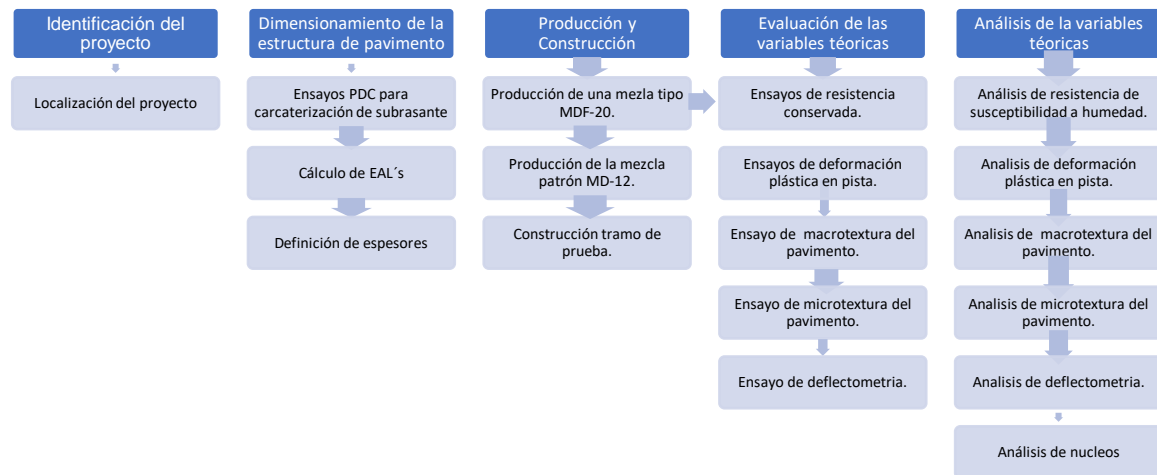 Identificación del
proyecto
Localización del proyecto
Dimensionamiento de la
estructura de pavimento
Ensayos PDC para
carcaterización de subrasante
Cálculo de EAL´s
Definición de espesores
Producción y
Construcción
Producción de una mezla tipo
MDF-20.
Producción de la mezcla
patrón MD-12.
Construcción tramo de
prueba.
Evaluación de las
variables téoricas
Ensayos de resistencia
conservada.
Ensayos de deformación
plástica en pista.
Ensayo de  macrotextura del
pavimento.
Ensayo de microtextura del
pavimento.
Ensayo de deflectometria.
Análisis de la variables
téoricas
Análisis de resistencia de
susceptibilidad a humedad.
Analisis de deformación
plástica en pista.
Analisis de  macrotextura del
pavimento.
Analisis de microtextura del
pavimento.
Analisis de deflectometria.
Análisis de nucleos